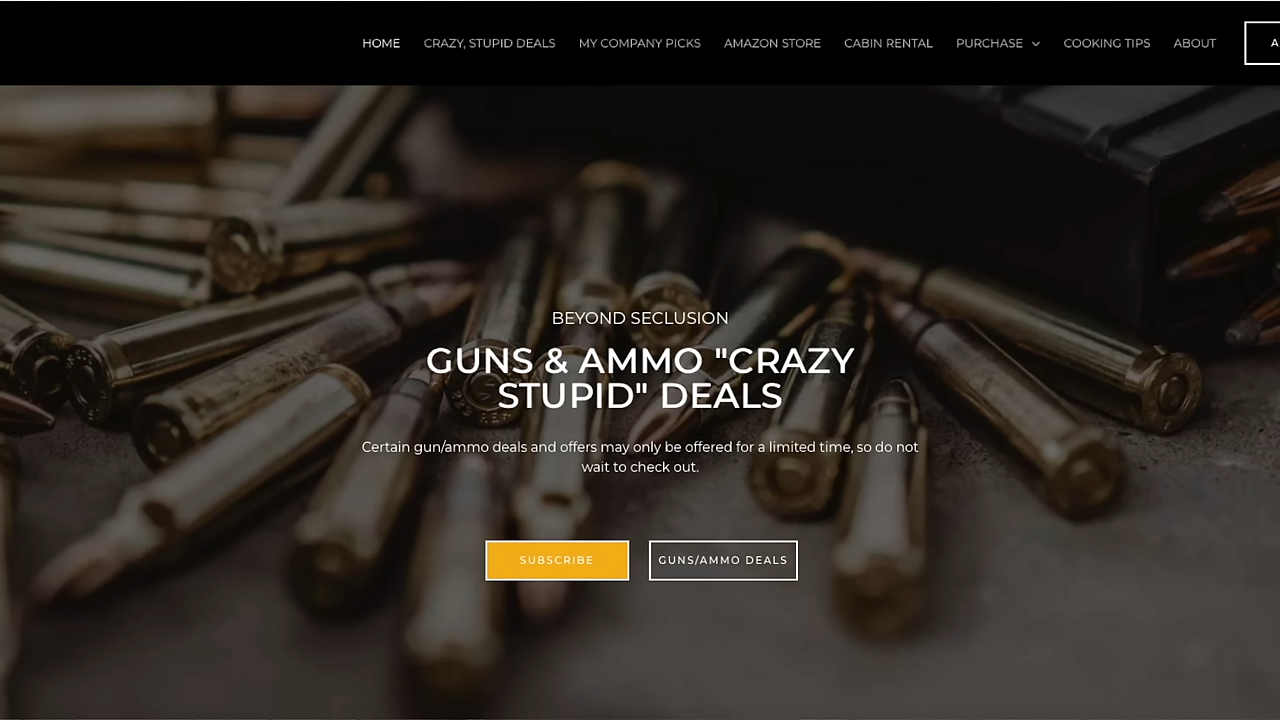 HOME CRAZY, STUPID DEALS MY COMPANY PICKS AMAZON STORE CABIN RENTAL PURCHASE COOKING TIPS ABOUT
BEYOND SECLUSION
GUNS & AMMO "CRAZY
STUPID" DEALS
Certain gun/ammo deals and offers may only be offered for a limited time, so do not
wait to check out.
SUBSCRIBE GUNS/AMMO DEALS